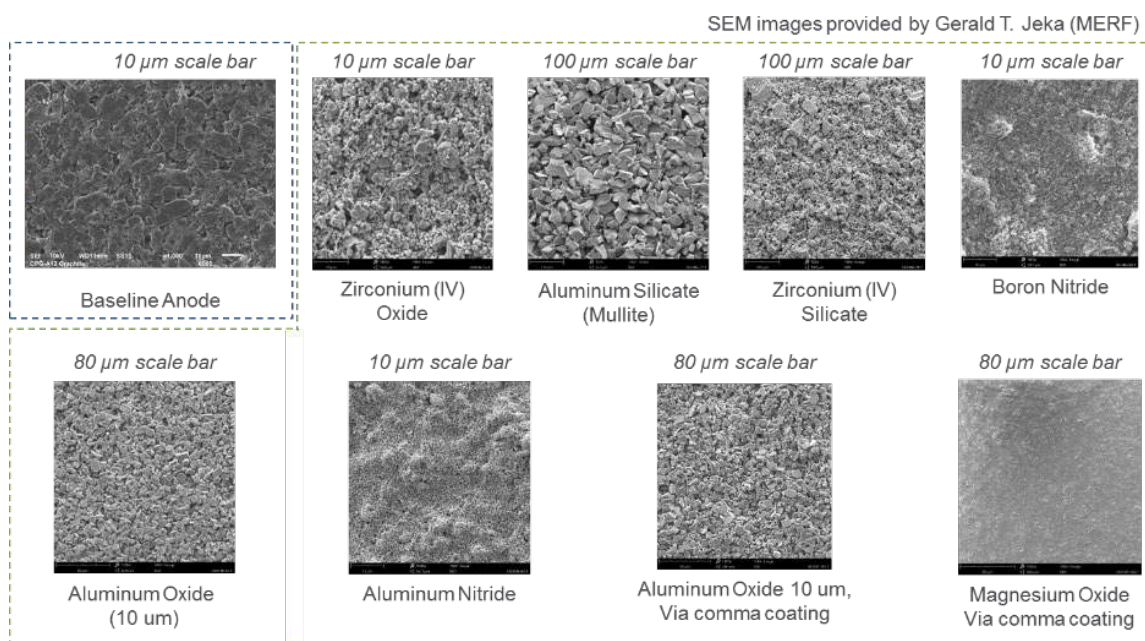 SEM images provided by Gerald T. Jeka (MERF)
10 µm scale bar
10 µm scale bar
100 µm scale bar
100 µm scale bar
10 µm scale bar
Baseline Anode
Zirconium (IV)
Oxide
Aluminum Silicate
(Mullite)
Zirconium (IV)
Silicate
Boron Nitride
80 µm scale bar
10 µm scale bar
80 µm scale bar
80 µm scale bar
Aluminum Oxide
(10 um)
Aluminum Nitride
Aluminum Oxide 10 um,
Via comma coating
Magnesium Oxide
Via comma coating